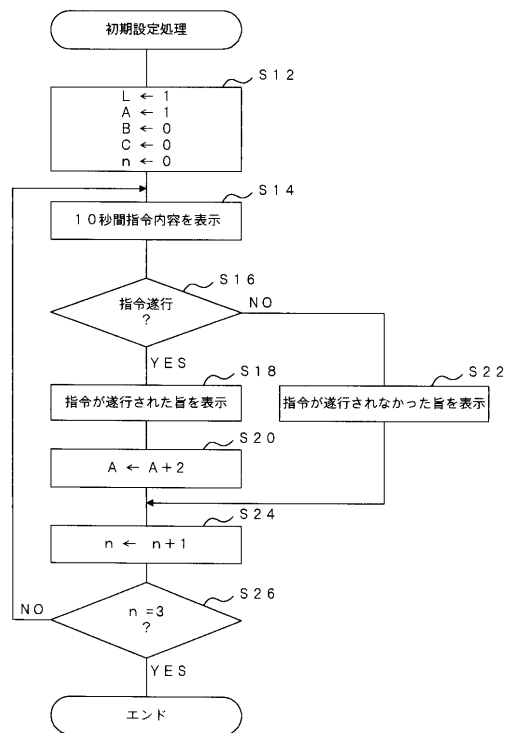 初期設定処理
S12
L ← 1
A ← 1
B ← 0
C ← 0
n ← 0
S14
10秒間指令内容を表示
S16
指令遂行
?
NO
YES
S18
指令が遂行された旨を表示
S22
指令が遂行されなかった旨を表示
S20
A ← A+2
S24
n ← n+1
S26
n=3
?
NO
YES
エンド